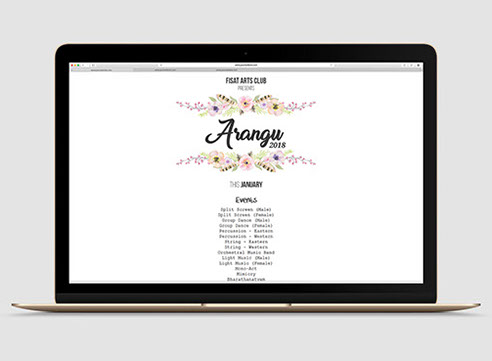 FISAT ARTS CLUB
PRESENTS
Arangu
2018
THIS JANUARY
Events
Split Screen (Male)
Split Screen (Female)
Group Dance (Male)
Group Dance (Female)
Percussion - Eastern
Percussion - Western
String - Eastern
String - Western
Orchestral Music Band
Light Music (Male)
Light Music (Female)
Mono-Act
Mimicry
Bharathanatyam